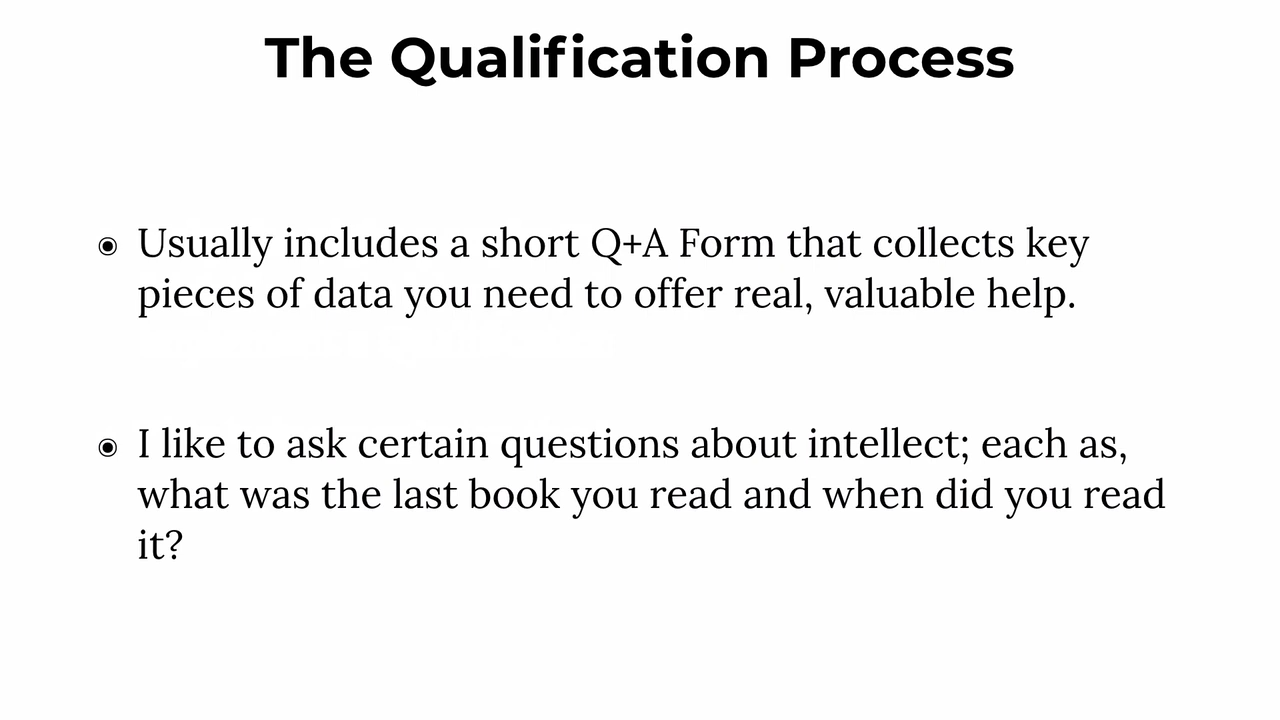 The Qualification Process
◉ Usually includes a short Q+A Form that collects key
pieces of data you need to offer real, valuable help.
◉ I like to ask certain questions about intellect; each as,
what was the last book you read and when did you read
it?